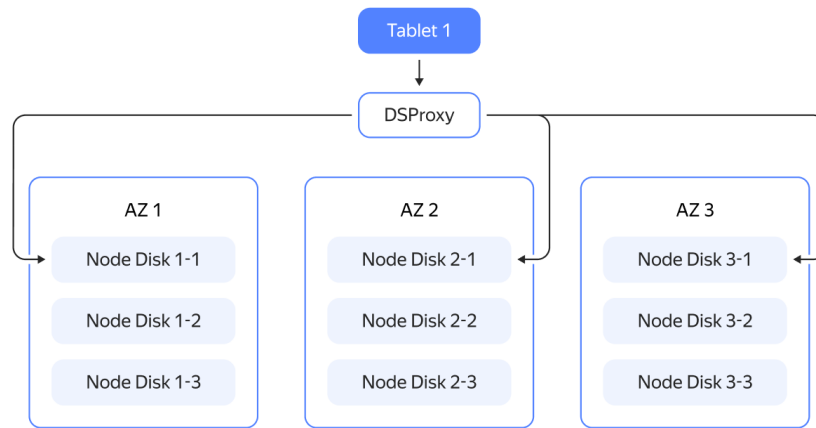 Tablet 1
DSProxy
AZ 1
Node Disk 1-1
Node Disk 1-2
Node Disk 1-3
AZ 2
Node Disk 2-1
Node Disk 2-2
Node Disk 2-3
AZ 3
Node Disk 3-1
Node Disk 3-2
Node Disk 3-3